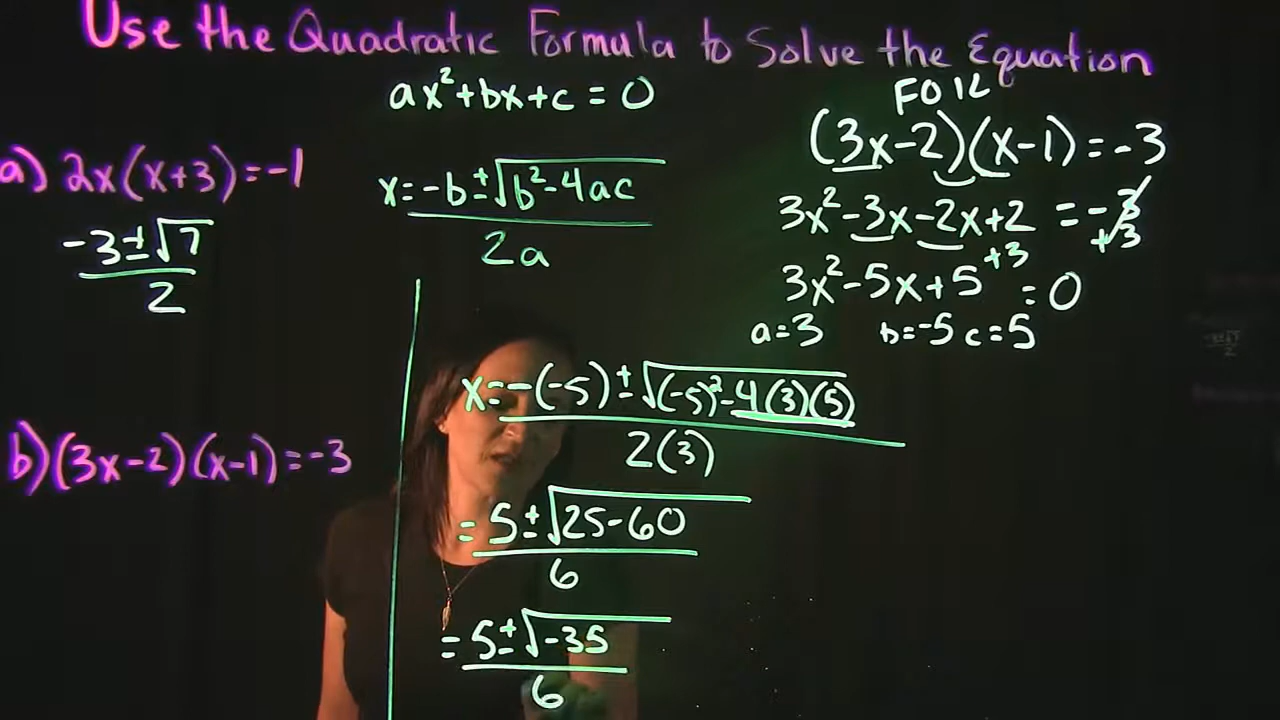 Use the Quadratic Formula to Solve the Equation
ax²+bx+c = 0
a) 2x(x+3)=-1
-3±√7
2
x=-b±√b²-4ac
2a
b)(3x-2)(x-1)=-3
FOIL
(3x-2)(x-1)=-3
3x²-3x-2x+2 = -3
+3 +3
3x²-5x+5 = 0
a=3 b=-5 c=5
x=-(-5)±√(-5)²-4(3)(5)
2(3)
= 5±√25-60
6
= 5±√-35
6